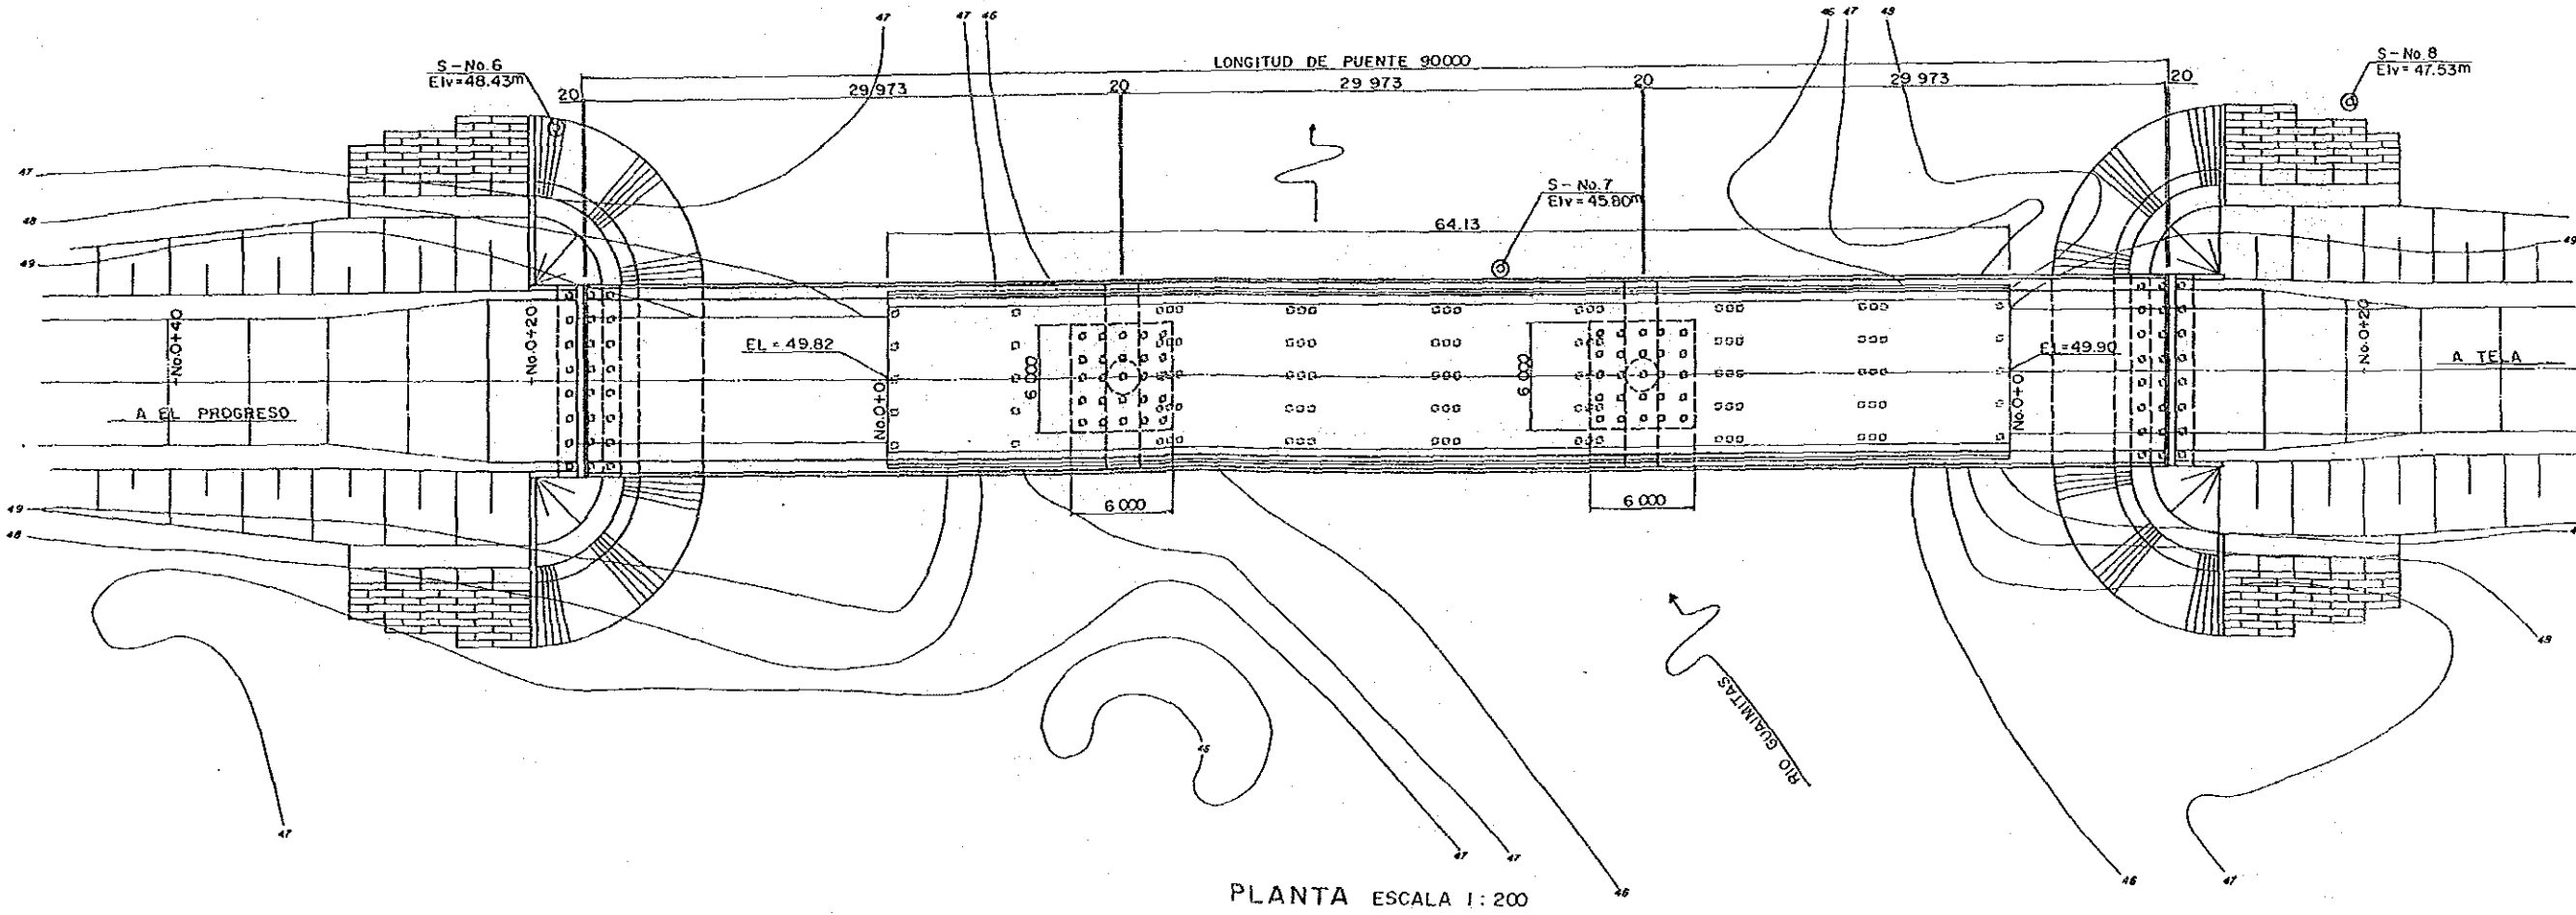 47
47 46
46 47 49
S-No.6
Elv=48.43m
LONGITUD DE PUENTE 90000
S-No.8
Elv=47.53m
20 29 973 20 29 973 20 29 973 20
S-No.7
Elv=45.80m
47
48
49
64.13
49
-No.0+40
-No.0+20
EL=49.82
No.0+0
6 000
6 000
EL=49.90
No.0+0
-No.0+20
A TELA
A EL PROGRESO
6 000
6 000
49
48
RIO GUAIMITAS
49
46
47
47
47
46
46
47
PLANTA ESCALA 1:200